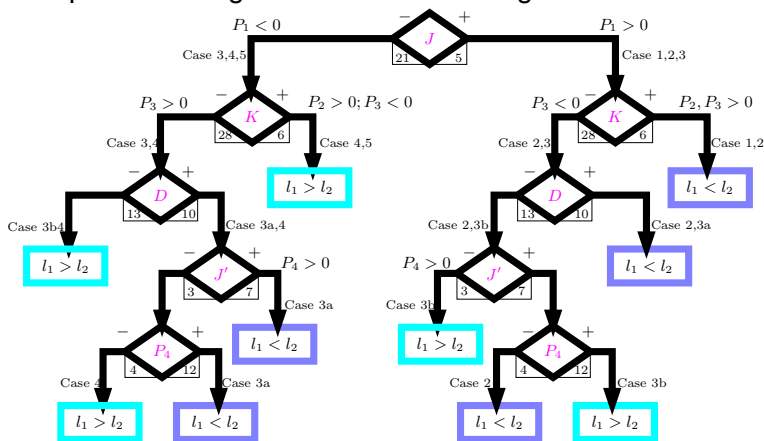 P₁ < 0 − + P₁ > 0
J
21 5
Case 3,4,5 Case 1,2,3
P₃ > 0 − + P₂ > 0; P₃ < 0 P₃ < 0 − + P₂, P₃ > 0
K K
28 6 28 6
Case 3,4 Case 4,5 Case 2,3 Case 1,2
− + l₁ > l₂ − + l₁ < l₂
D D
13 10 13 10
Case 3b4 Case 3a,4 Case 2,3b Case 2,3a
l₁ > l₂ − + P₄ > 0 P₄ > 0 − + l₁ < l₂
J′ J′
3 7 3 7
Case 3a Case 3b
− + l₁ < l₂ l₁ > l₂ − +
P₄ P₄
4 12 4 12
Case 4 Case 3a Case 2 Case 3b
l₁ > l₂ l₁ < l₂ l₁ < l₂ l₁ > l₂